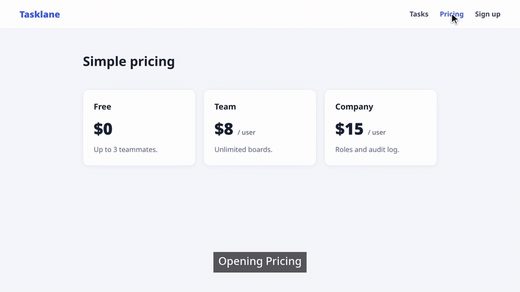 Tasklane
Tasks
Pricing
Sign up
Simple pricing
Free
$0
Up to 3 teammates.
Team
$8 / user
Unlimited boards.
Company
$15 / user
Roles and audit log.
Opening Pricing